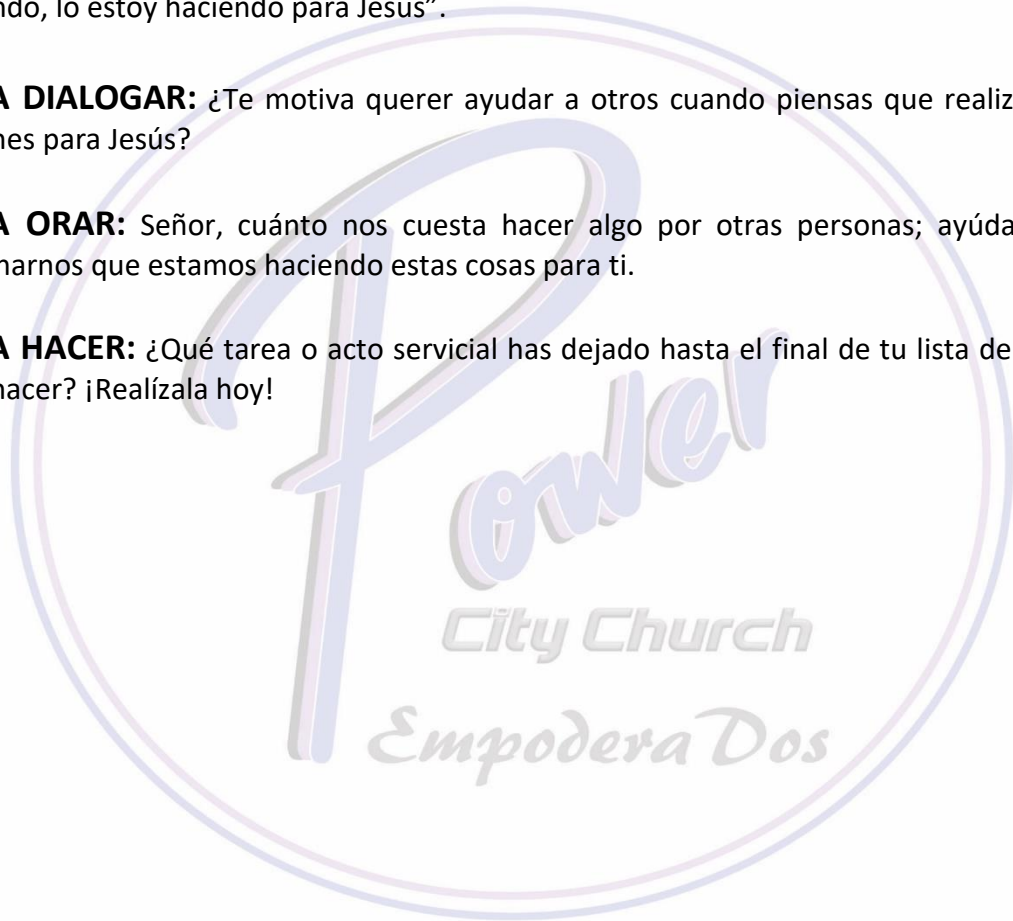 ndo, lo estoy haciendo para Jesús”.
A DIALOGAR: ¿Te motiva querer ayudar a otros cuando piensas que realiz
nes para Jesús?
A ORAR: Señor, cuánto nos cuesta hacer algo por otras personas; ayúda
narnos que estamos haciendo estas cosas para ti.
A HACER: ¿Qué tarea o acto servicial has dejado hasta el final de tu lista de
hacer? ¡Realízala hoy!
Power
City Church
Empodera Dos